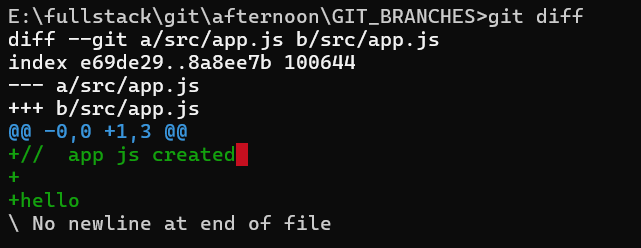 E:\fullstack\git\afternoon\GIT_BRANCHES>git diff
diff --git a/src/app.js b/src/app.js
index e69de29..8a8ee7b 100644
--- a/src/app.js
+++ b/src/app.js
@@ -0,0 +1,3 @@
+//  app js created
+
+hello
\ No newline at end of file